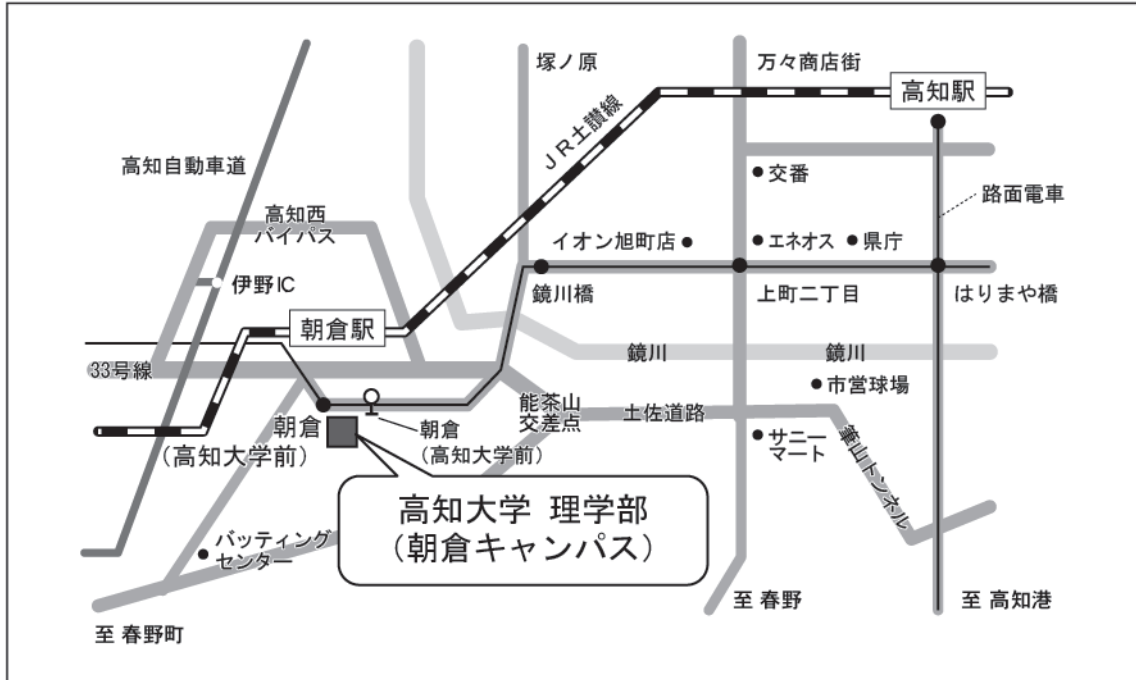 塚ノ原
万々商店街
高知駅
JR土讃線
高知自動車道
交番
路面電車
高知西
バイパス
イオン旭町店
エネオス
県庁
伊野IC
鏡川橋
上町二丁目
はりまや橋
朝倉駅
33号線
鏡川
鏡川
市営球場
能茶山
交差点
土佐道路
朝倉
(高知大学前)
朝倉
(高知大学前)
サニー
マート
筆山トンネル
高知大学 理学部
(朝倉キャンパス)
バッティング
センター
至 春野
至 高知港
至 春野町